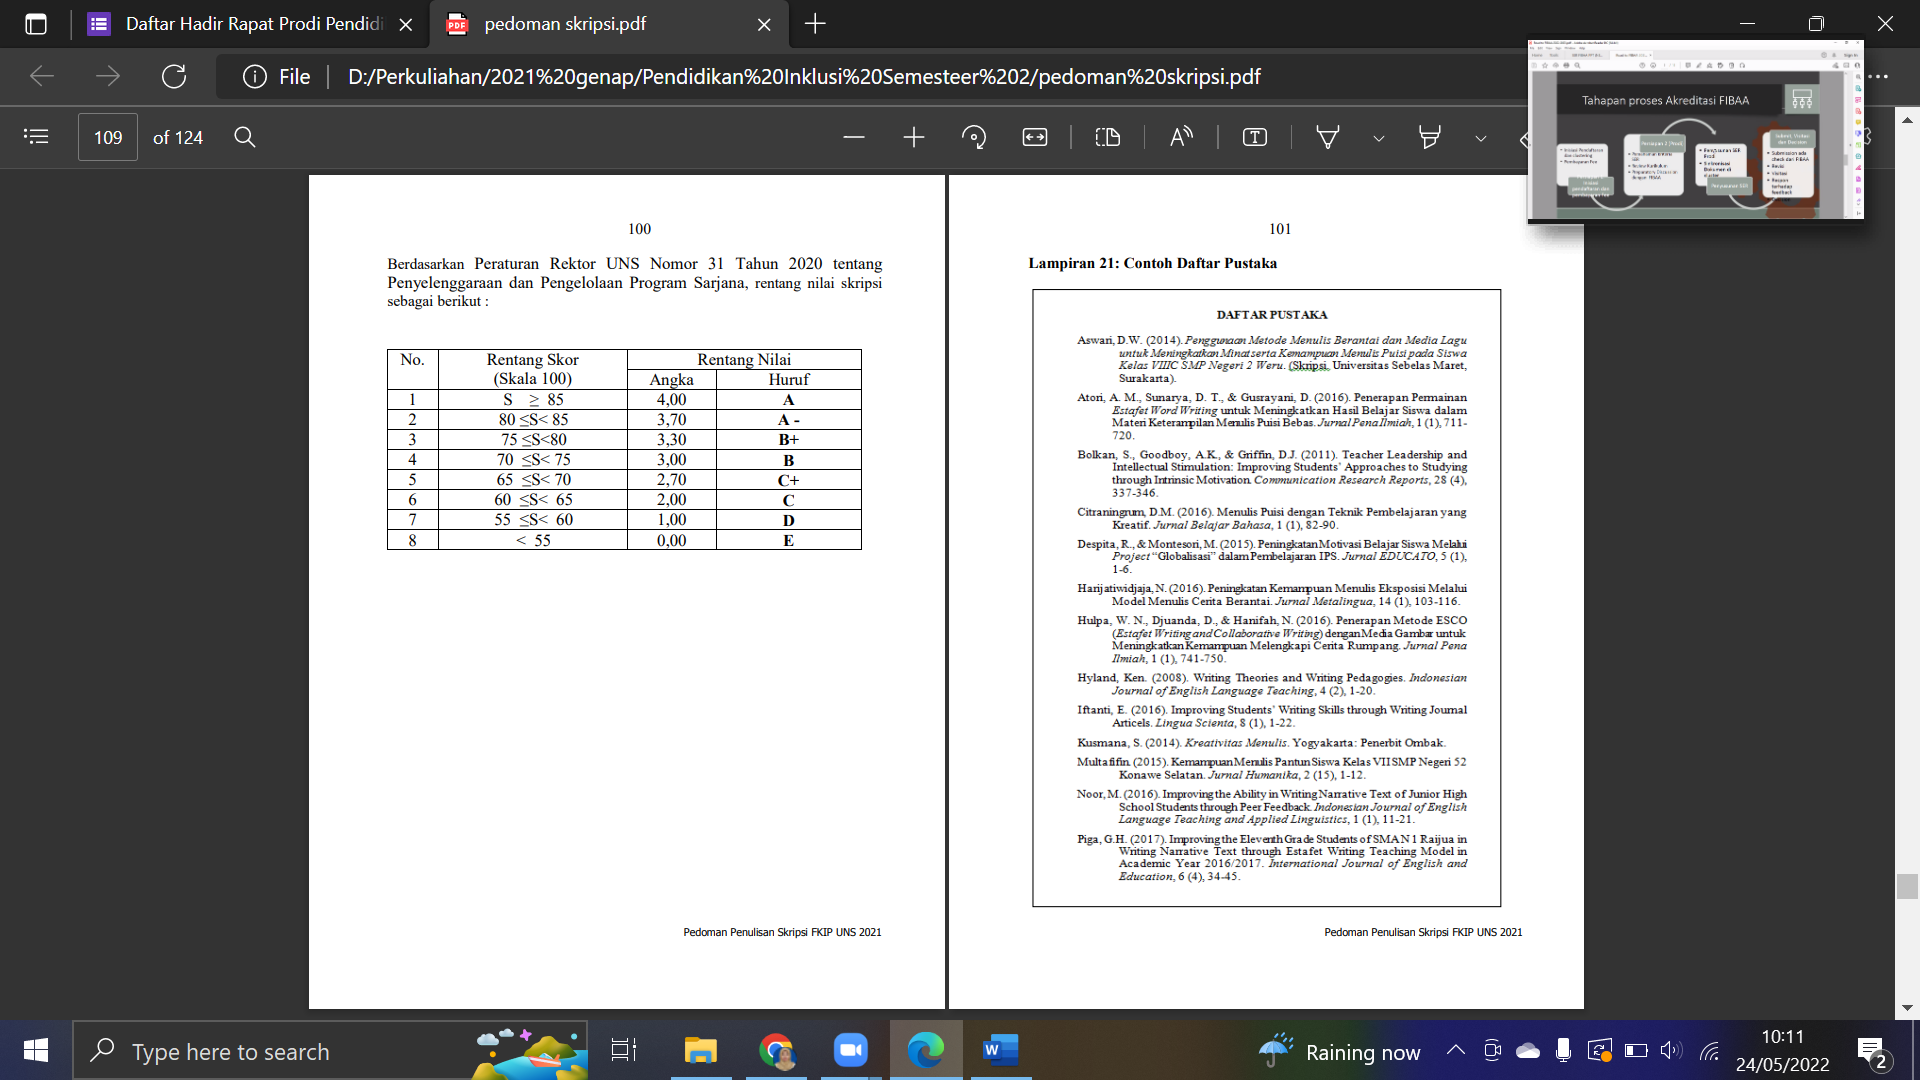 Daftar Hadir Rapat Prodi Pendidi
pedoman skripsi.pdf
File
D:/Perkuliahan/2021%20genap/Pendidikan%20Inklusi%20Semesteer%202/pedoman%20skripsi.pdf
109 of 124
Tahapan proses Akreditasi FIBAA
100
Berdasarkan Peraturan Rektor UNS Nomor 31 Tahun 2020 tentang
Penyelenggaraan dan Pengelolaan Program Sarjana, rentang nilai skripsi
sebagai berikut :
No. Rentang Skor Rentang Nilai
(Skala 100) Angka Huruf
1 S ≥ 85 4,00 A
2 80 ≤S< 85 3,70 A -
3 75 ≤S<80 3,30 B+
4 70 ≤S< 75 3,00 B
5 65 ≤S< 70 2,70 C+
6 60 ≤S< 65 2,00 C
7 55 ≤S< 60 1,00 D
8 < 55 0,00 E
Pedoman Penulisan Skripsi FKIP UNS 2021
101
Lampiran 21: Contoh Daftar Pustaka
DAFTAR PUSTAKA
Aswari, D.W. (2014). Penggunaan Metode Menulis Berantai dan Media Lagu
untuk Meningkatkan Minat serta Kemampuan Menulis Puisi pada Siswa
Kelas VIIIC SMP Negeri 2 Weru. (Skripsi, Universitas Sebelas Maret,
Surakarta).
Atori, A. M., Sunarya, D. T., & Gusrayani, D. (2016). Penerapan Permainan
Estafet Word Writing untuk Meningkatkan Hasil Belajar Siswa dalam
Materi Keterampilan Menulis Puisi Bebas. Jurnal Pena Ilmiah, 1 (1), 711-
720.
Bolkan, S., Goodboy, A.K., & Griffin, D.J. (2011). Teacher Leadership and
Intellectual Stimulation: Improving Students' Approaches to Studying
through Intrinsic Motivation. Communication Research Reports, 28 (4),
337-346.
Citraningrum, D.M. (2016). Menulis Puisi dengan Teknik Pembelajaran yang
Kreatif. Jurnal Belajar Bahasa, 1 (1), 82-90.
Despita, R., & Montesori, M. (2015). Peningkatan Motivasi Belajar Siswa Melalui
Project "Globalisasi" dalam Pembelajaran IPS. Jurnal EDUCATO, 5 (1),
1-6.
Harijatiwidjaja, N. (2016). Peningkatan Kemampuan Menulis Eksposisi Melalui
Model Menulis Cerita Berantai. Jurnal Metalingua, 14 (1), 103-116.
Hulpa, W. N., Djuanda, D., & Hanifah, N. (2016). Penerapan Metode ESCO
(Estafet Writing and Collaborative Writing) dengan Media Gambar untuk
Meningkatkan Kemampuan Melengkapi Cerita Rumpang. Jurnal Pena
Ilmiah, 1 (1), 741-750.
Hyland, Ken. (2008). Writing Theories and Writing Pedagogies. Indonesian
Journal of English Language Teaching, 4 (2), 1-20.
Iftanti, E. (2016). Improving Students' Writing Skills through Writing Journal
Articels. Lingua Scienta, 8 (1), 1-22.
Kusmana, S. (2014). Kreativitas Menulis. Yogyakarta: Penerbit Ombak.
Multafifin. (2015). Kemampuan Menulis Pantun Siswa Kelas VII SMP Negeri 52
Konawe Selatan. Jurnal Humanika, 2 (15), 1-12.
Noor, M. (2016). Improving the Ability in Writing Narrative Text of Junior High
School Students through Peer Feedback. Indonesian Journal of English
Language Teaching and Applied Linguistics, 1 (1), 11-21.
Piga, G.H. (2017). Improving the Eleventh Grade Students of SMAN 1 Raijua in
Writing Narrative Text through Estafet Writing Teaching Model in
Academic Year 2016/2017. International Journal of English and
Education, 6 (4), 34-45.
Pedoman Penulisan Skripsi FKIP UNS 2021
Type here to search
Raining now
10:11
24/05/2022
2